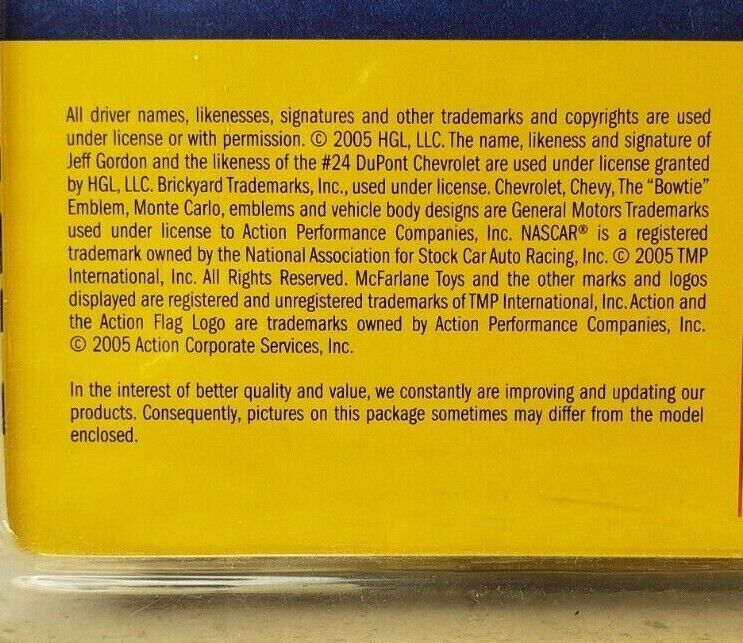 All driver names, likenesses, signatures and other trademarks and copyrights are used
under license or with permission. © 2005 HGL, LLC. The name, likeness and signature of
Jeff Gordon and the likeness of the #24 DuPont Chevrolet are used under license granted
by HGL, LLC. Brickyard Trademarks, Inc., used under license. Chevrolet, Chevy, The “Bowtie”
Emblem, Monte Carlo, emblems and vehicle body designs are General Motors Trademarks
used under license to Action Performance Companies, Inc. NASCAR® is a registered
trademark owned by the National Association for Stock Car Auto Racing, Inc. © 2005 TMP
International, Inc. All Rights Reserved. McFarlane Toys and the other marks and logos
displayed are registered and unregistered trademarks of TMP International, Inc. Action and
the Action Flag Logo are trademarks owned by Action Performance Companies, Inc.
© 2005 Action Corporate Services, Inc.
In the interest of better quality and value, we constantly are improving and updating our
products. Consequently, pictures on this package sometimes may differ from the model
enclosed.